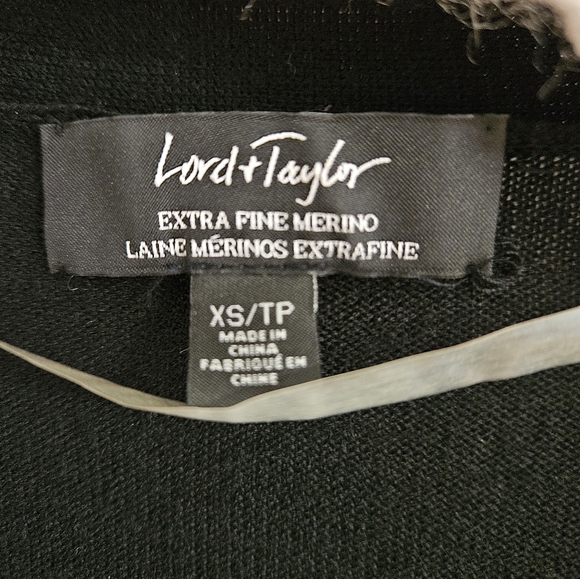 Lord + Taylor
EXTRA FINE MERINO
LAINE MÉRINOS EXTRAFINE
XS/TP
MADE IN
CHINA
FABRIQUÉ EN
CHINE